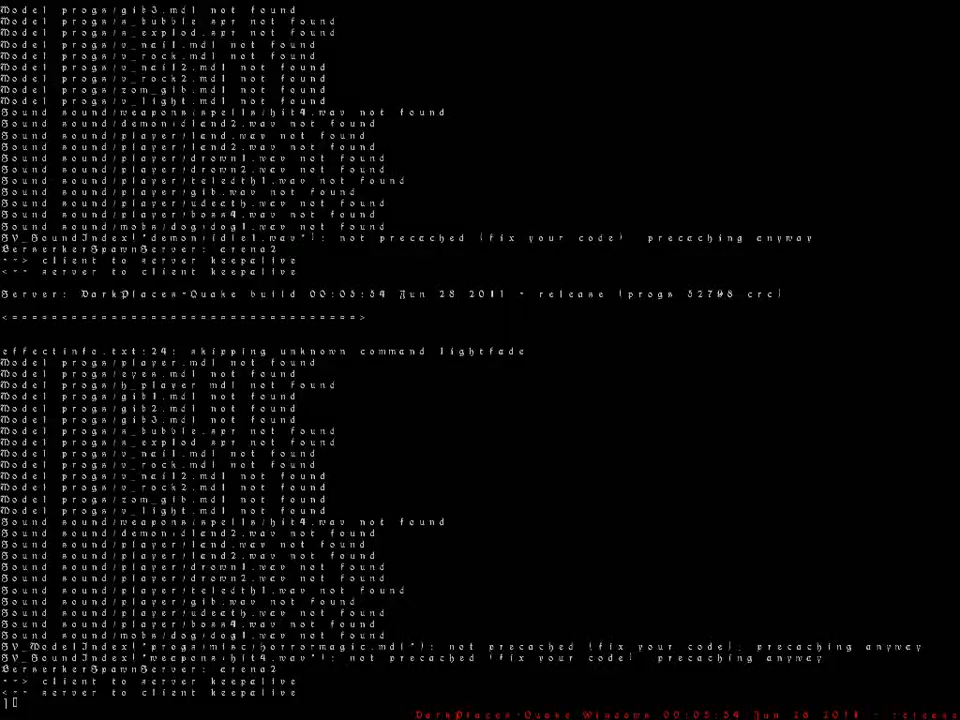 Model progs/gib3.mdl not found
Model progs/s_bubble.spr not found
Model progs/s_explod.spr not found
Model progs/v_nail.mdl not found
Model progs/v_rock.mdl not found
Model progs/v_nail2.mdl not found
Model progs/v_rock2.mdl not found
Model progs/zom_gib.mdl not found
Model progs/v_light.mdl not found
Sound sound/weapons/spells/hit4.wav not found
Sound sound/demon/dland2.wav not found
Sound sound/player/land.wav not found
Sound sound/player/land2.wav not found
Sound sound/player/drown1.wav not found
Sound sound/player/drown2.wav not found
Sound sound/player/teledth1.wav not found
Sound sound/player/gib.wav not found
Sound sound/player/udeath.wav not found
Sound sound/player/boss4.wav not found
Sound sound/mobs/dog/dog1.wav not found
SV_SoundIndex("demon/idle1.wav"): not precached (fix your code), precaching anyway
BerserkerSpawnServer: arena2
--> client to server keepalive
<-- server to client keepalive
Server: DarkPlaces-Quake build 00:05:54 Jun 28 2011 - release (progs 52798 crc)
<===================================>
effectinfo.txt:24: skipping unknown command lightfade
Model progs/player.mdl not found
Model progs/eyes.mdl not found
Model progs/h_player.mdl not found
Model progs/gib1.mdl not found
Model progs/gib2.mdl not found
Model progs/gib3.mdl not found
Model progs/s_bubble.spr not found
Model progs/s_explod.spr not found
Model progs/v_nail.mdl not found
Model progs/v_rock.mdl not found
Model progs/v_nail2.mdl not found
Model progs/v_rock2.mdl not found
Model progs/zom_gib.mdl not found
Model progs/v_light.mdl not found
Sound sound/weapons/spells/hit4.wav not found
Sound sound/demon/dland2.wav not found
Sound sound/player/land.wav not found
Sound sound/player/land2.wav not found
Sound sound/player/drown1.wav not found
Sound sound/player/drown2.wav not found
Sound sound/player/teledth1.wav not found
Sound sound/player/gib.wav not found
Sound sound/player/udeath.wav not found
Sound sound/player/boss4.wav not found
Sound sound/mobs/dog/dog1.wav not found
SV_ModelIndex("progs/misc/horrormagic.mdl"): not precached (fix your code), precaching anyway
SV_SoundIndex("weapons/hit4.wav"): not precached (fix your code), precaching anyway
BerserkerSpawnServer: arena2
--> client to server keepalive
<-- server to client keepalive
]
DarkPlaces-Quake Windows 00:05:54 Jun 28 2011 - release